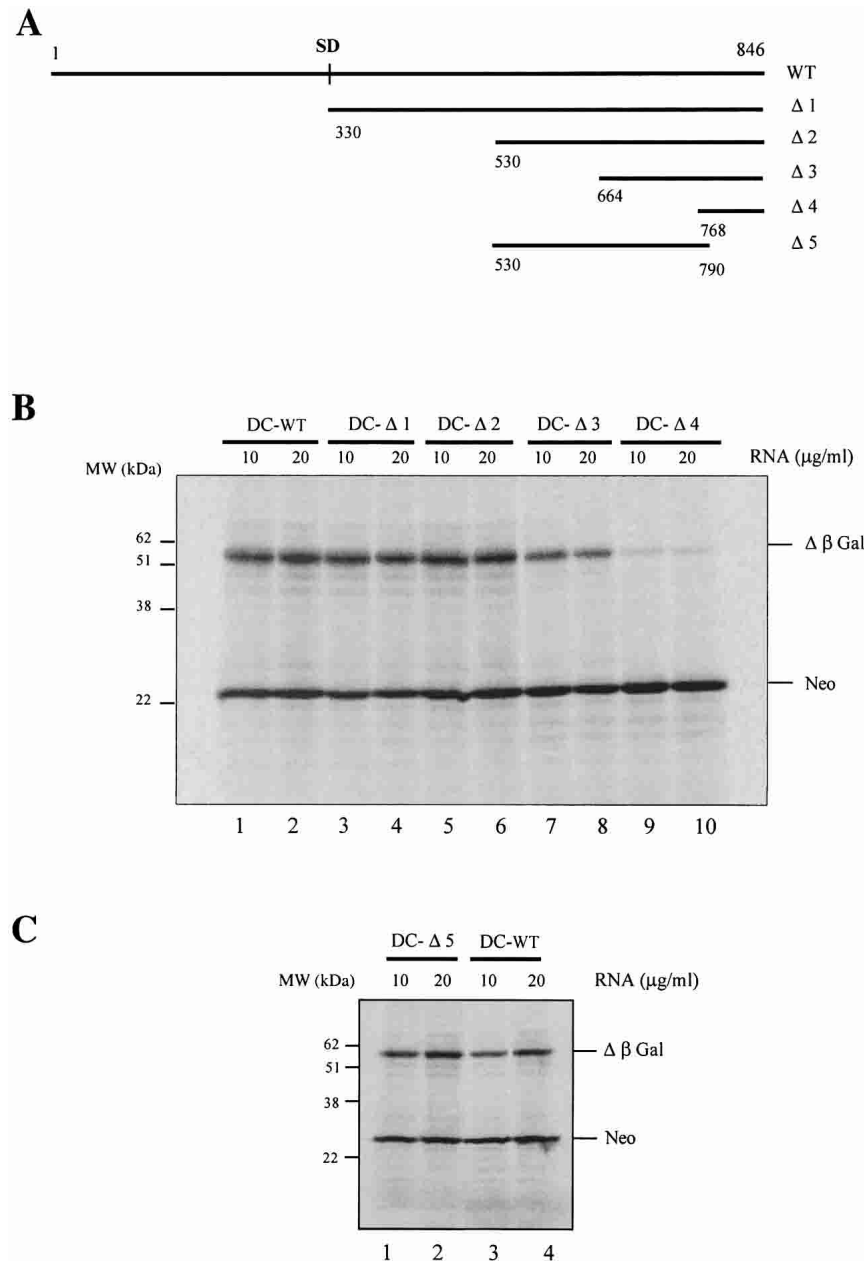 A
1 SD 846 WT
Δ 1
330
Δ 2
530
Δ 3
664
Δ 4
768
Δ 5
530 790
B
DC-WT DC- Δ 1 DC- Δ 2 DC- Δ 3 DC- Δ 4
10 20 10 20 10 20 10 20 10 20 RNA (μg/ml)
MW (kDa)
62
51
38
22
Δ β Gal
Neo
1 2 3 4 5 6 7 8 9 10
C
DC- Δ 5 DC-WT
MW (kDa) 10 20 10 20 RNA (μg/ml)
62
51
38
22
Δ β Gal
Neo
1 2 3 4